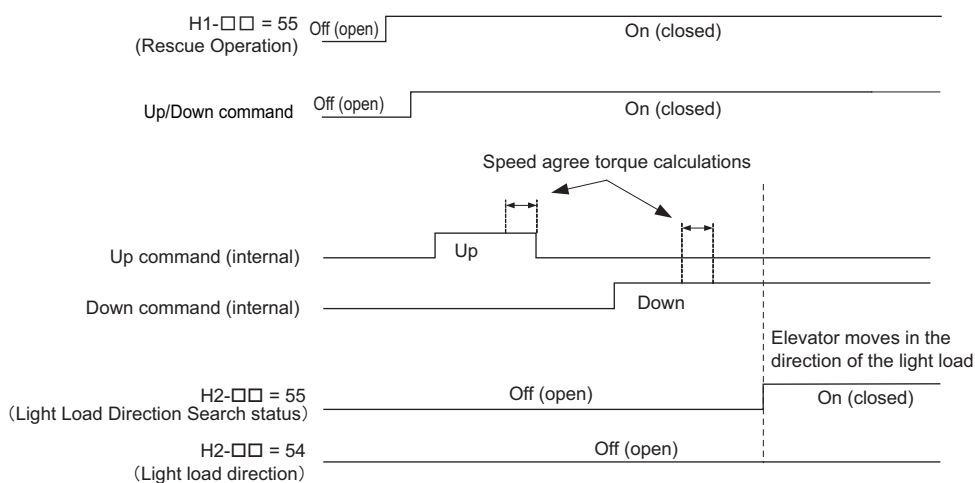 H1-□□ = 55
(Rescue Operation)
Off (open)
On (closed)
Up/Down command
Off (open)
On (closed)
Speed agree torque calculations
Up command (internal)
Up
Down command (internal)
Down
Elevator moves in the
direction of the light load
H2-□□ = 55
（Light Load Direction Search status）
Off (open)
On (closed)
H2-□□ = 54
（Light load direction）
Off (open)